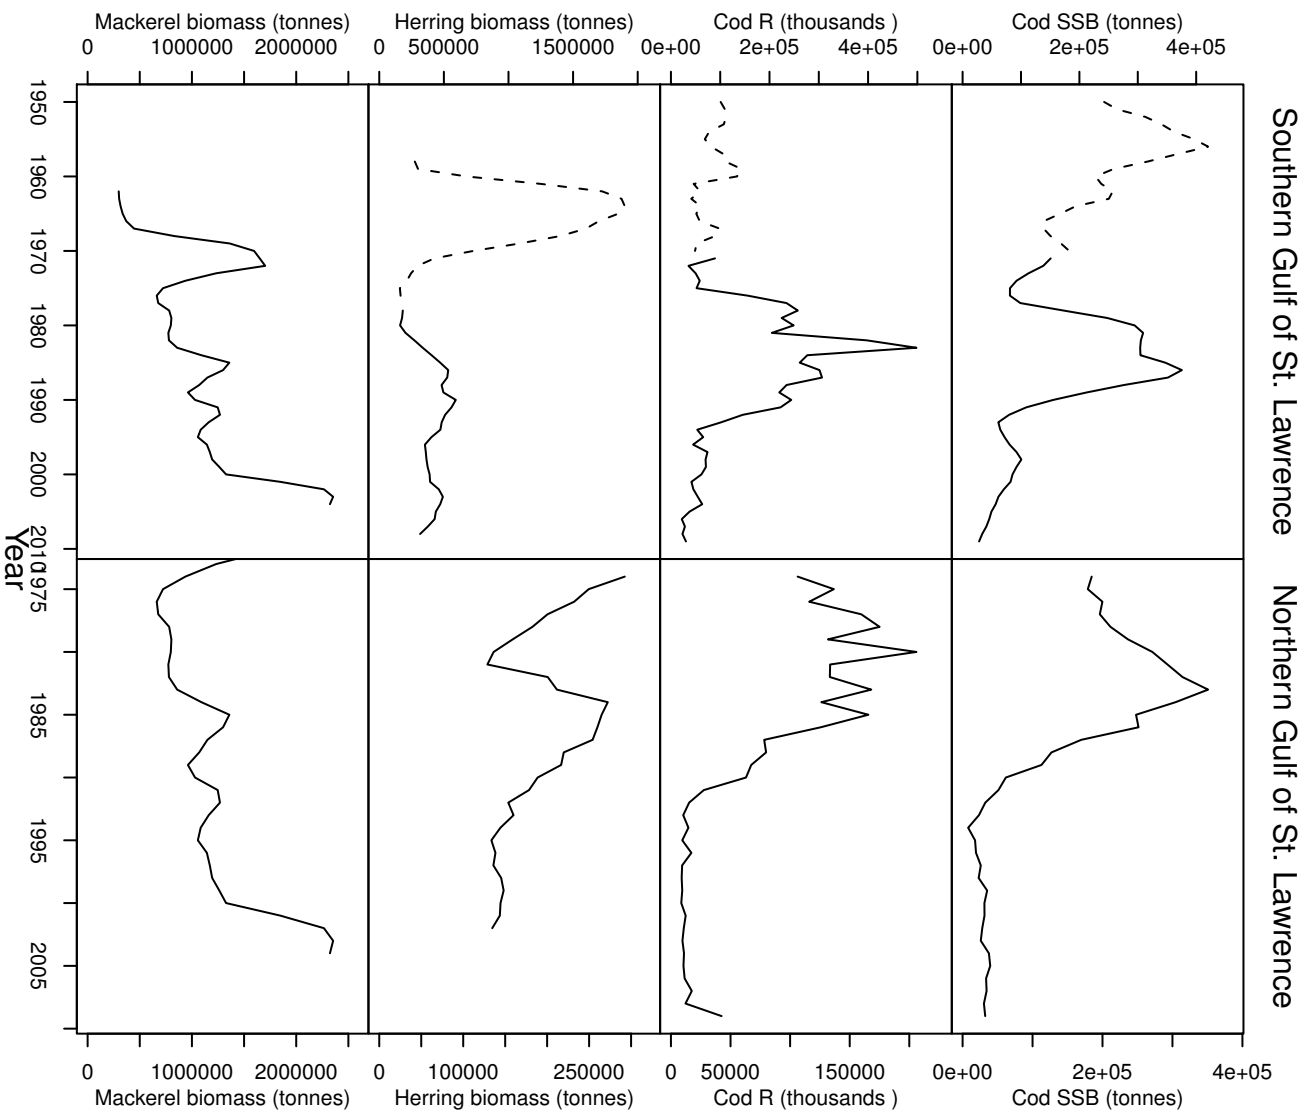 Mackerel biomass (tonnes) Herring biomass (tonnes) Cod R (thousands ) Cod SSB (tonnes)
0 1000000 2000000 0 500000 1500000 0e+00 2e+05 4e+05 0e+00 2e+05 4e+05
Southern Gulf of St. Lawrence
1950
1960
1970
1980
1990
2000
2010
Year
Northern Gulf of St. Lawrence
1975
1985
1995
2005
0 1000000 2000000 0 100000 250000 0 50000 150000 0e+00 2e+05 4e+05
Mackerel biomass (tonnes) Herring biomass (tonnes) Cod R (thousands ) Cod SSB (tonnes)